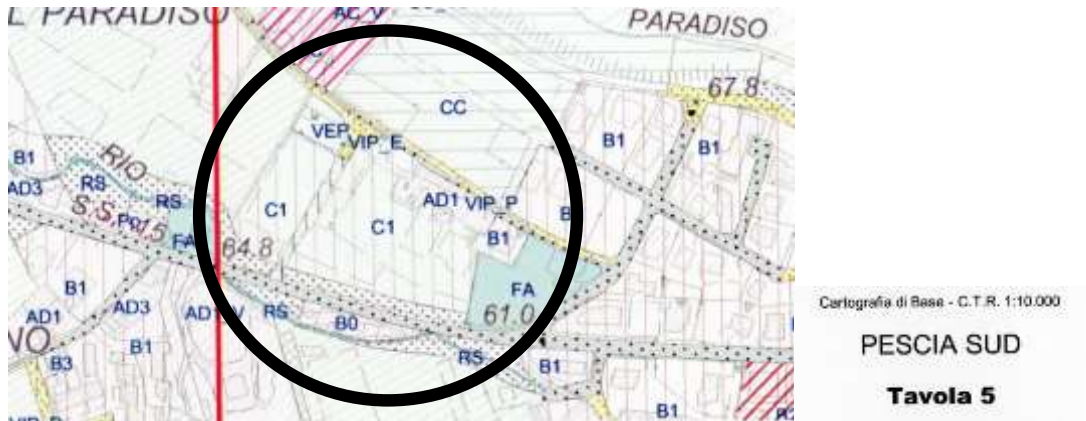 PARADISO
PARADISO
67.8
CC
VEP
VIP_E
B1
B1
B1
AD3
RIO
RS
RS
S.S.
15
FA
C1
C1
AD1
VIP_P
B1
64.8
FA
61.0
B1
AD1
AD3
RS
B0
B3
B1
RS
B1
B1
Cartografia di Base - C.T.R. 1:10.000
PESCIA SUD
Tavola 5